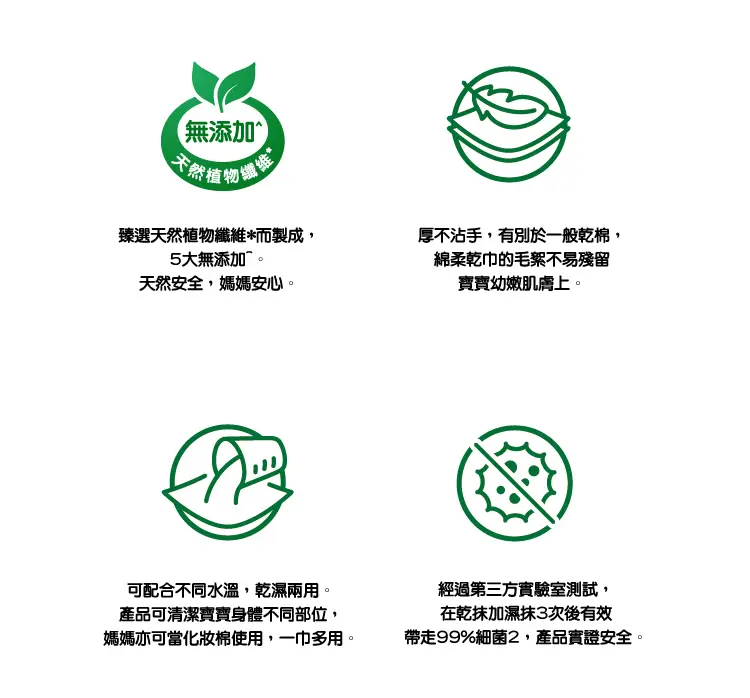 無添加^
天然植物纖維*
臻選天然植物纖維*而製成，
5大無添加^。
天然安全，媽媽安心。
厚不沾手，有別於一般乾棉，
綿柔乾巾的毛絮不易殘留
寶寶幼嫩肌膚上。
可配合不同水溫，乾濕兩用。
產品可清潔寶寶身體不同部位，
媽媽亦可當化妝棉使用，一巾多用。
經過第三方實驗室測試，
在乾抹加濕抹3次後有效
帶走99%細菌2，產品實證安全。